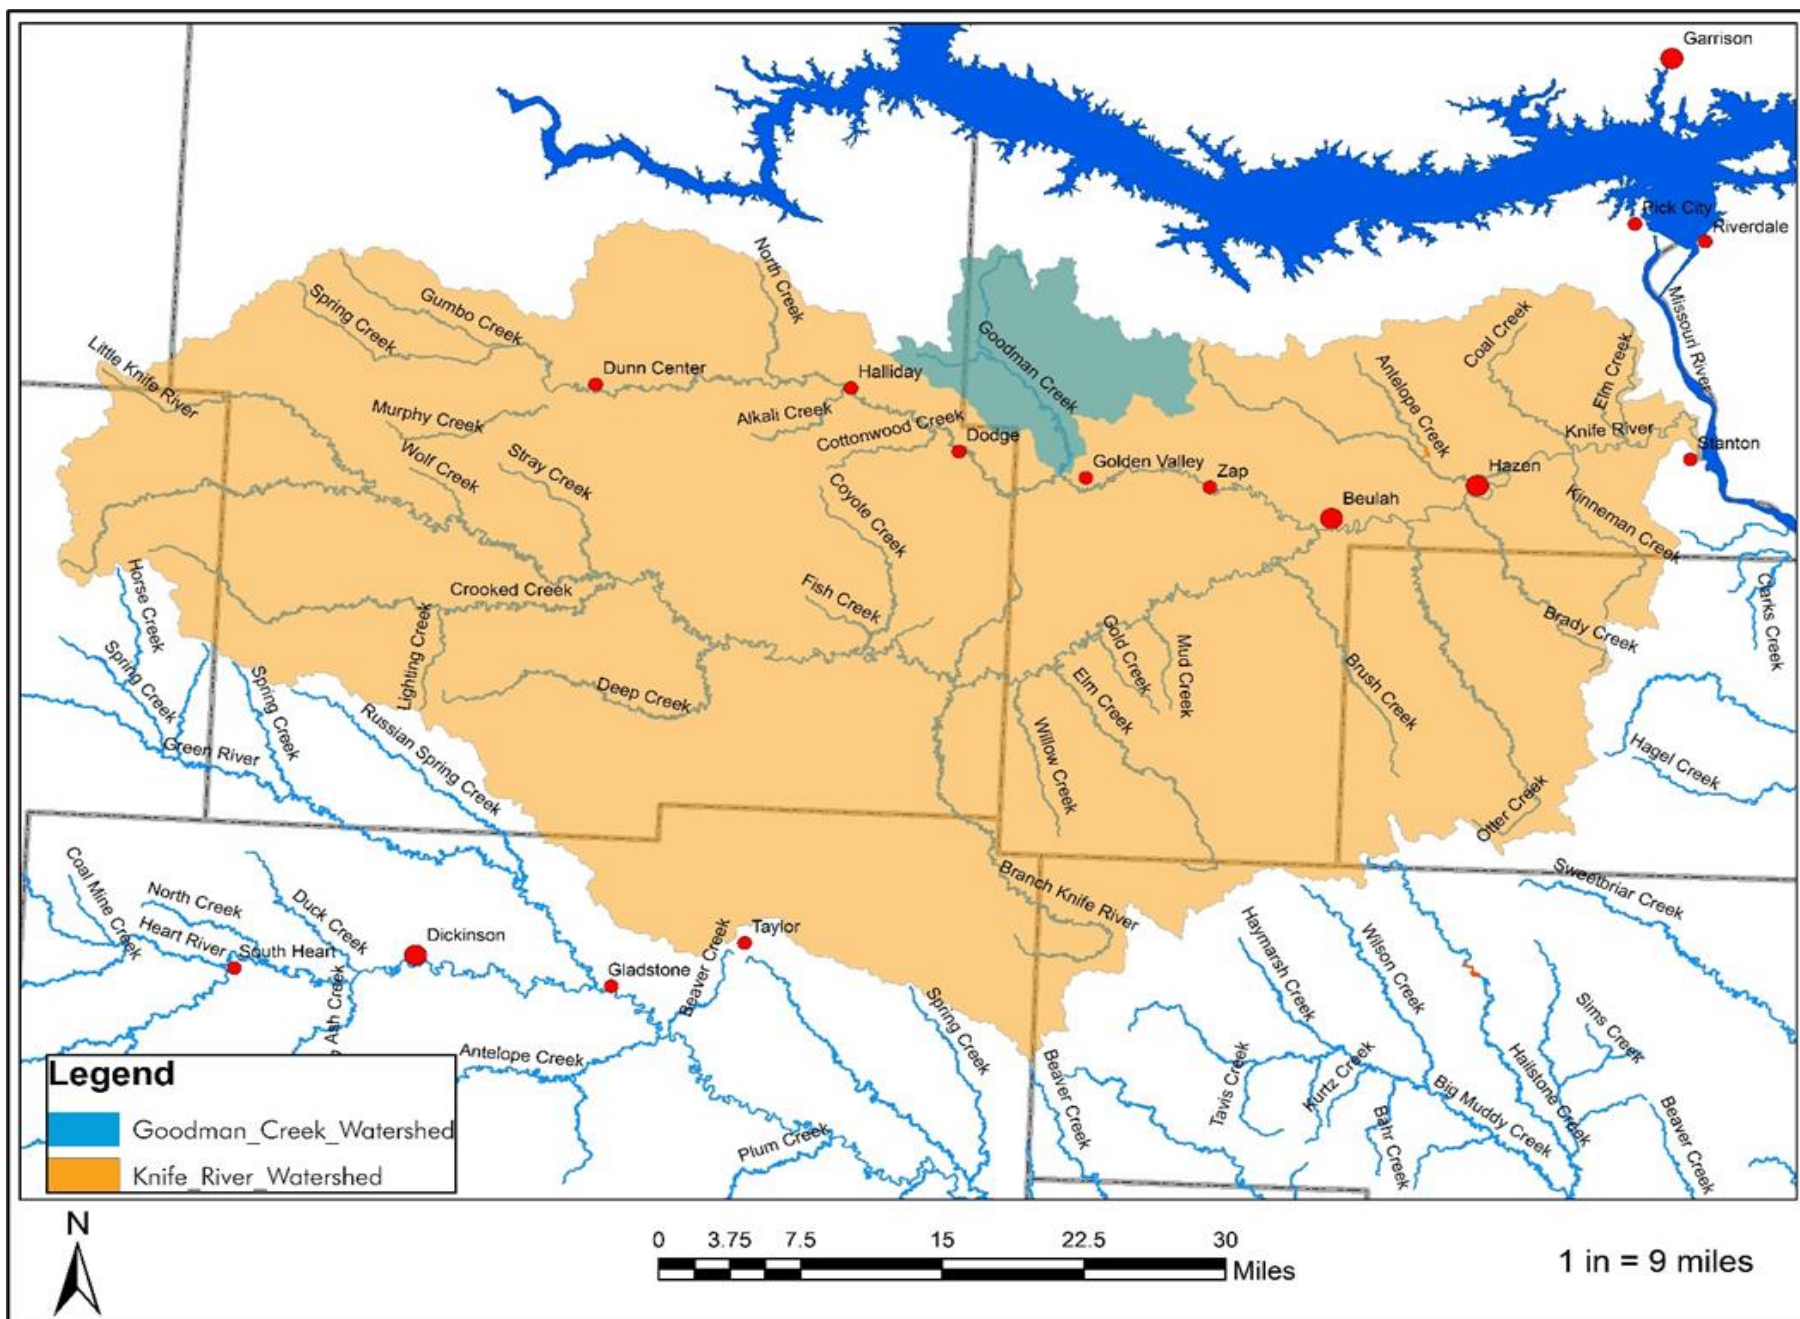 Garrison
Rick City
Riverdale
Missouri River
North Creek
Spring Creek
Gumbo Creek
Goodman Creek
Coal Creek
Elm Creek
Antelope Creek
Little Knife River
Dunn Center
Halliday
Murphy Creek
Alkali Creek
Cottonwood Creek
Dodge
Knife River
Stanton
Wolf Creek
Stray Creek
Golden Valley
Zap
Hazen
Coyote Creek
Beulah
Kinneman Creek
Horse Creek
Crooked Creek
Fish Creek
Clarks Creek
Lighting Creek
Gold Creek
Mud Creek
Brady Creek
Spring Creek
Spring Creek
Deep Creek
Elm Creek
Brush Creek
Green River
Russian Spring Creek
Willow Creek
Hagel Creek
Otter Creek
Coal Mine Creek
North Creek
Duck Creek
Branch Knife River
Sweetbriar Creek
Heart River
South Heart
Dickinson
Taylor
Haymarsh Creek
Wilson Creek
Gladstone
Beaver Creek
Ash Creek
Spring Creek
Sims Creek
Antelope Creek
Beaver Creek
Tavis Creek
Kurtz Creek
Hailstone Creek
Big Muddy Creek
Bahr Creek
Beaver Creek
Plum Creek
Legend
Goodman_Creek_Watershed
Knife_River_Watershed
N
0 3.75 7.5 15 22.5 30
Miles
1 in = 9 miles